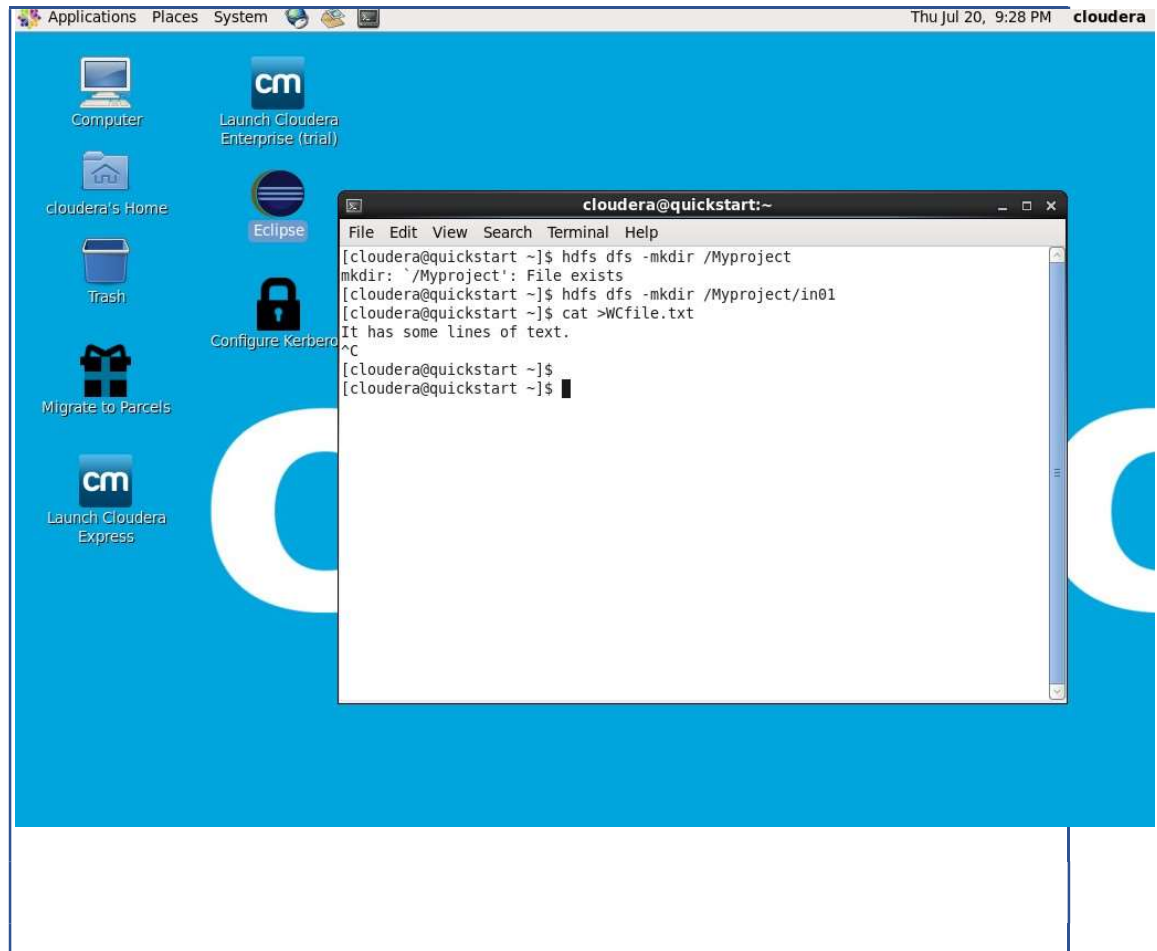 Applications Places System Thu Jul 20, 9:28 PM cloudera
Computer
cm
Launch Cloudera
Enterprise (trial)
cloudera's Home
Eclipse
Trash
Configure Kerbero
Migrate to Parcels
cm
Launch Cloudera
Express
cloudera@quickstart:~
File Edit View Search Terminal Help
[cloudera@quickstart ~]$ hdfs dfs -mkdir /Myproject
mkdir: `/Myproject': File exists
[cloudera@quickstart ~]$ hdfs dfs -mkdir /Myproject/in01
[cloudera@quickstart ~]$ cat >WCfile.txt
It has some lines of text.
^C
[cloudera@quickstart ~]$
[cloudera@quickstart ~]$